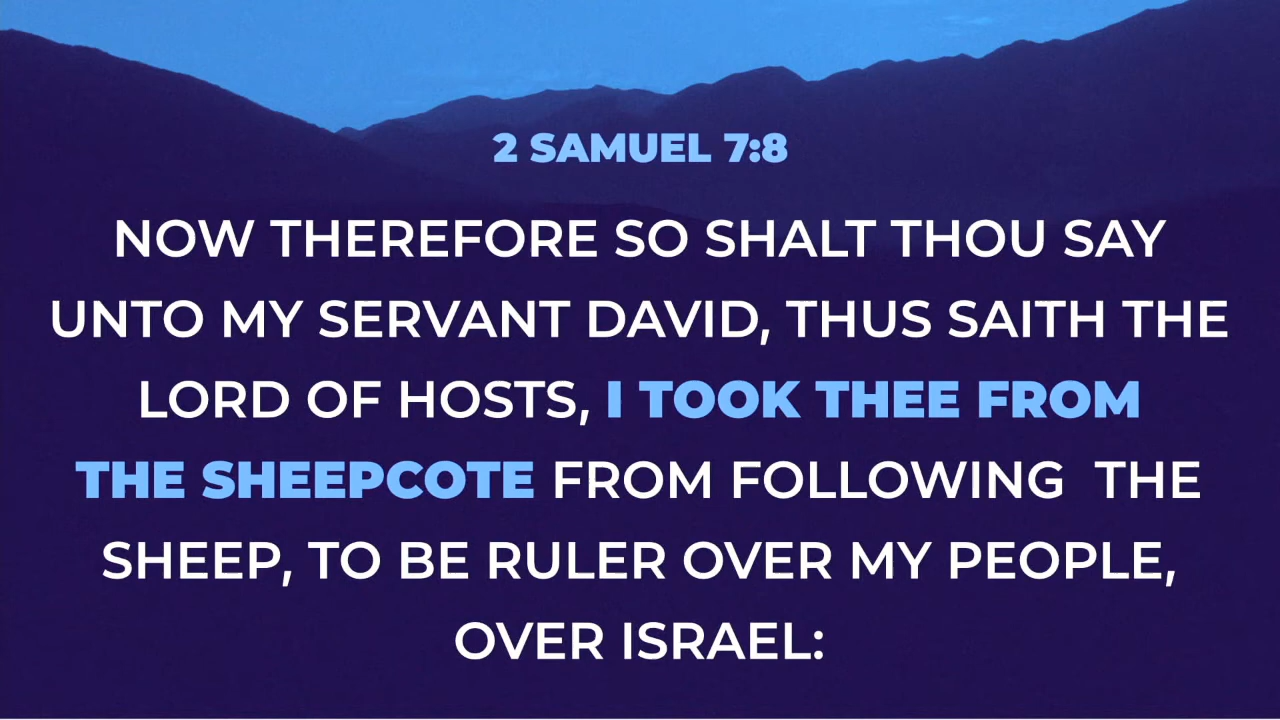 2 SAMUEL 7:8
NOW THEREFORE SO SHALT THOU SAY
UNTO MY SERVANT DAVID, THUS SAITH THE
LORD OF HOSTS, I TOOK THEE FROM
THE SHEEPCOTE FROM FOLLOWING  THE
SHEEP, TO BE RULER OVER MY PEOPLE,
OVER ISRAEL: